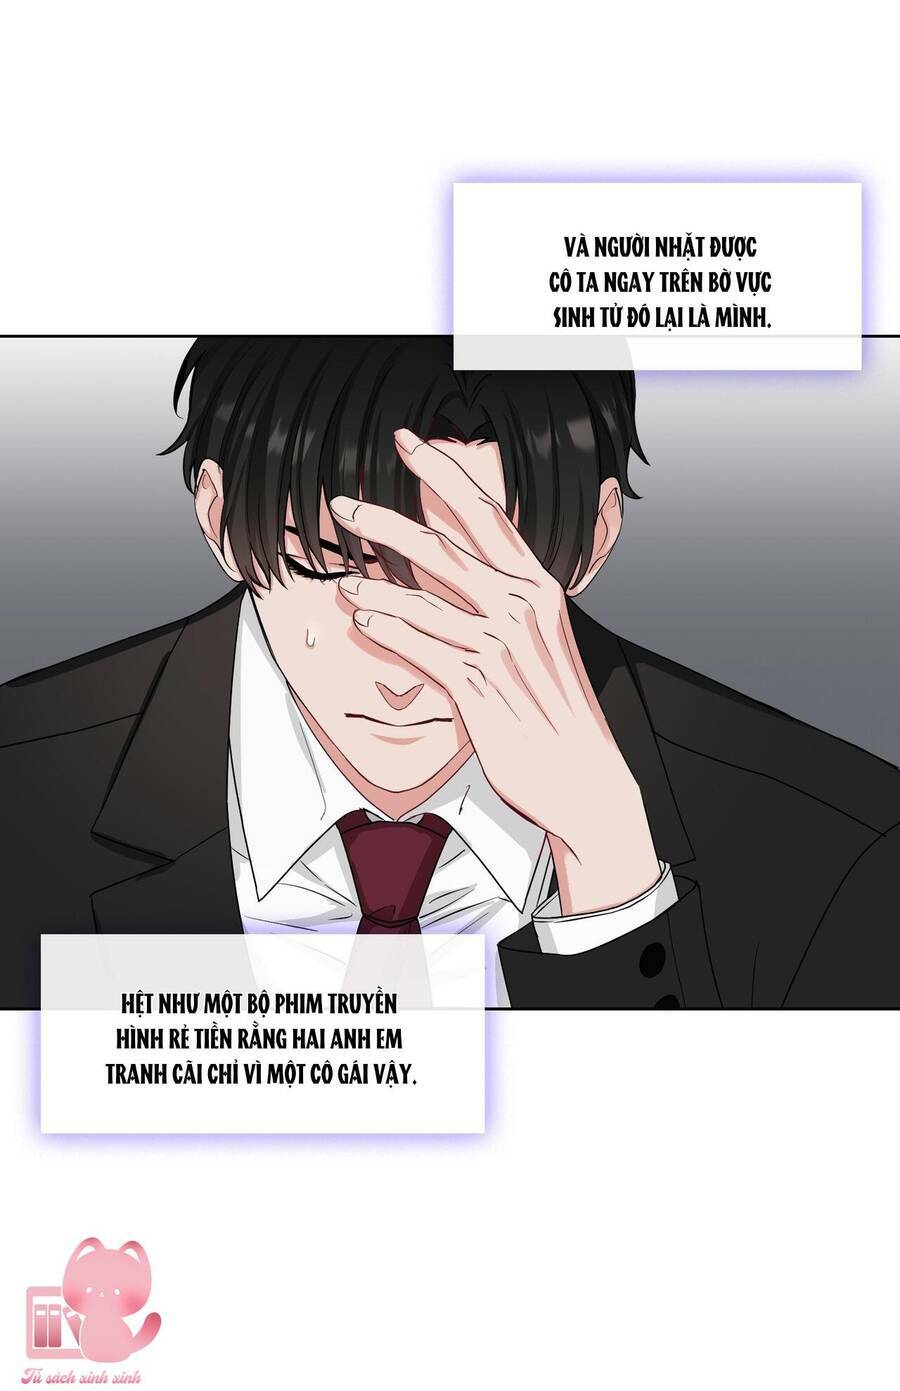 VÀ NGƯỜI NHẶT ĐƯỢC
CÔ TA NGAY TRÊN BỜ VỰC
SINH TỬ ĐÓ LẠI LÀ MÌNH.
HỆT NHƯ MỘT BỘ PHIM TRUYỀN
HÌNH RẺ TIỀN RẰNG HAI ANH EM
TRANH CÃI CHỈ VÌ MỘT CÔ GÁI VẬY.
Tủ sách xinh xinh